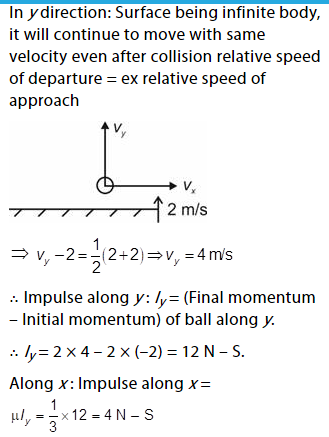 In y direction: Surface being infinite body,
it will continue to move with same
velocity even after collision relative speed
of departure = ex relative speed of
approach
V_y
V_x
2 m/s
⇒ v_y – 2 = 1/2 (2+2) ⇒ v_y = 4 m/s
∴ Impulse along y: I_y = (Final momentum
– Initial momentum) of ball along y.
∴ I_y = 2 × 4 – 2 × (–2) = 12 N – S.
Along x: Impulse along x=
μI_y = 1/3 × 12 = 4 N – S